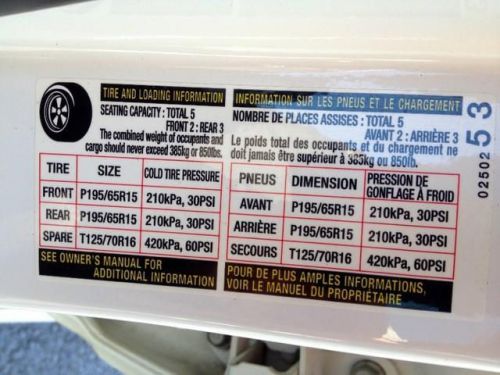 TIRE AND LOADING INFORMATION
SEATING CAPACITY: TOTAL 5
FRONT 2: REAR 3
The combined weight of occupants and
cargo should never exceed 385kg or 850lbs.
TIRE SIZE COLD TIRE PRESSURE
FRONT P195/65R15 210kPa, 30PSI
REAR P195/65R15 210kPa, 30PSI
SPARE T125/70R16 420kPa, 60PSI
SEE OWNER'S MANUAL FOR
ADDITIONAL INFORMATION
INFORMATION SUR LES PNEUS ET LE CHARGEMENT
NOMBRE DE PLACES ASSISES: TOTAL 5
AVANT 2: ARRIÈRE 3
Le poids total des occupants et du chargement ne
doit jamais être supérieur à 385kg ou 850lb.
PNEUS DIMENSION PRESSION DE
GONFLAGE À FROID
AVANT P195/65R15 210kPa, 30PSI
ARRIÈRE P195/65R15 210kPa, 30PSI
SECOURS T125/70R16 420kPa, 60PSI
POUR DE PLUS AMPLES INFORMATIONS,
VOIR LE MANUEL DU PROPRIÉTAIRE
02502 53